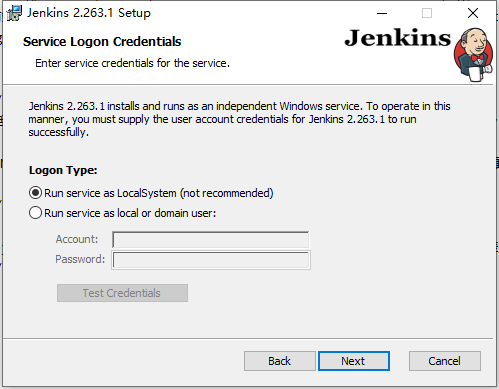 Jenkins 2.263.1 Setup
Service Logon Credentials
Enter service credentials for the service.
Jenkins
Jenkins 2.263.1 installs and runs as an independent Windows service. To operate in this
manner, you must supply the user account credentials for Jenkins 2.263.1 to run
successfully.
Logon Type:
Run service as LocalSystem (not recommended)
Run service as local or domain user:
Account:
Password:
Test Credentials
Back
Next
Cancel